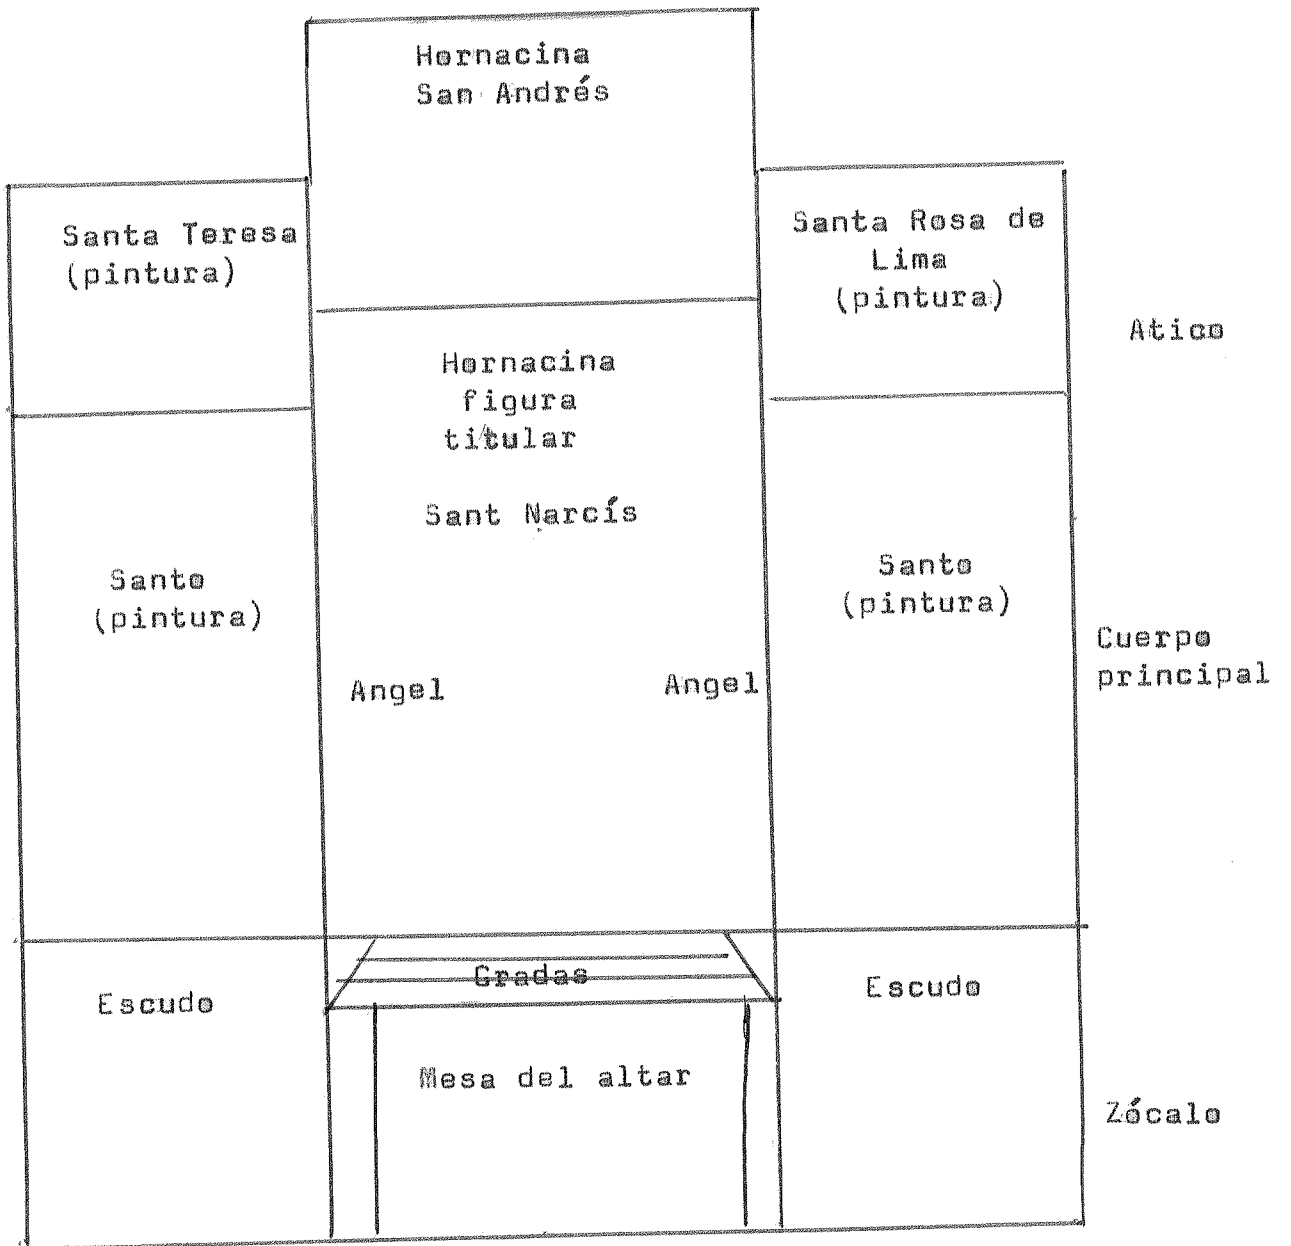 Hornacina
San Andrés
Santa Teresa
(pintura)
Santa Rosa de
Lima
(pintura)
Atico
Hornacina
figura
titular
Sant Narcís
Santo
(pintura)
Santo
(pintura)
Cuerpo
principal
Angel
Angel
Gradas
Escudo
Escudo
Mesa del altar
Zócalo